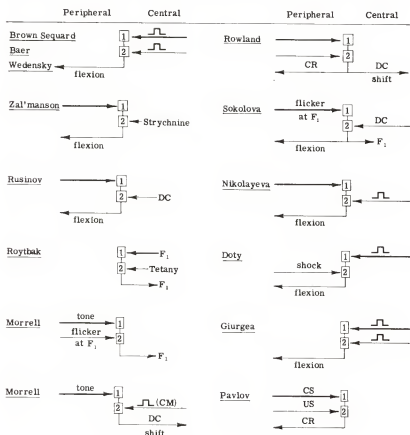 Peripheral Central
Brown Sequard 1
Baer 2
Wedensky
flexion
Zal'manson 1
2 Strychnine
flexion
Rusinov 1
2 DC
flexion
Roytbak 1 F₁
2 Tetany
F₁
Morrell tone 1
flicker 2
at F₁
F₁
Morrell tone 1
2 (CM)
DC
shift
Peripheral Central
Rowland 1
2
CR DC
shift
Sokolova flicker 1
at F₁
2 DC
flexion F₁
Nikolayeva 1
2
flexion
Doty 1
shock 2
flexion
Giurgea 1
2
flexion
Pavlov CS 1
US 2
CR